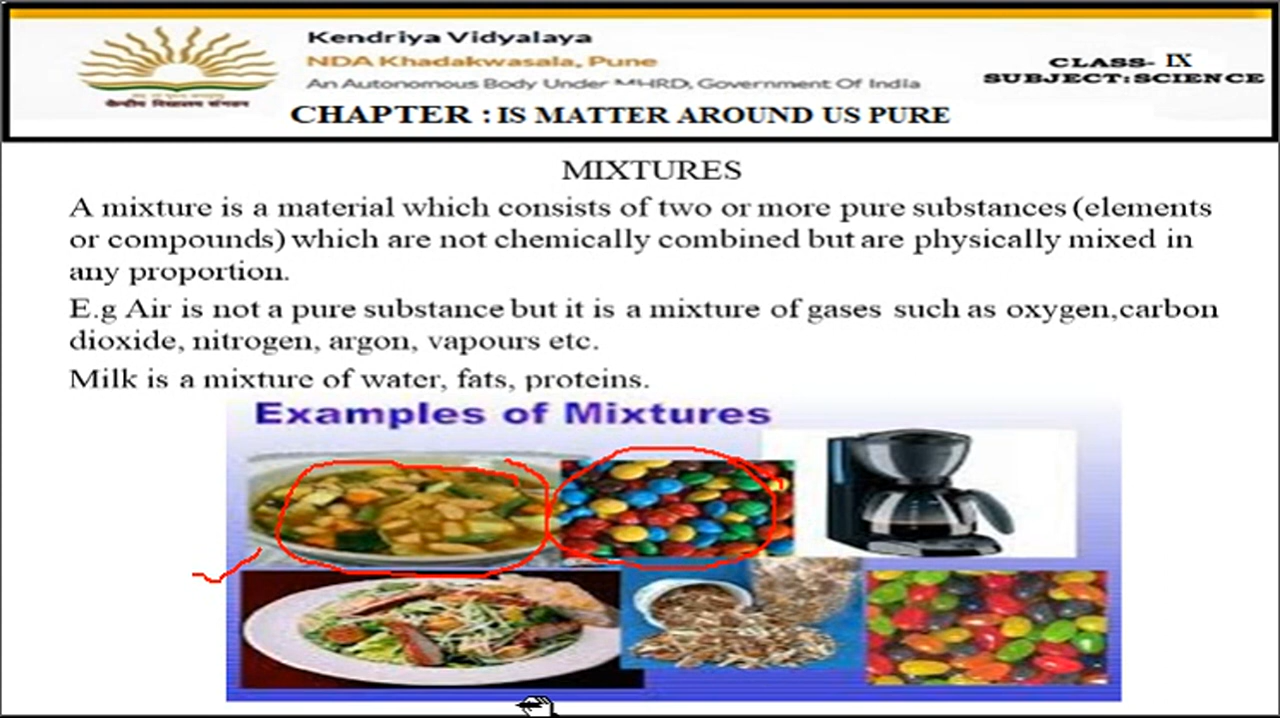 Kendriya Vidyalaya
NDA Khadakwasala, Pune
An Autonomous Body Under MHRD, Government Of India
केन्द्रीय विद्यालय संगठन
CLASS- IX
SUBJECT:SCIENCE
CHAPTER : IS MATTER AROUND US PURE
MIXTURES
A mixture is a material which consists of two or more pure substances (elements
or compounds) which are not chemically combined but are physically mixed in
any proportion.
E.g Air is not a pure substance but it is a mixture of gases such as oxygen,carbon
dioxide, nitrogen, argon, vapours etc.
Milk is a mixture of water, fats, proteins.
Examples of Mixtures